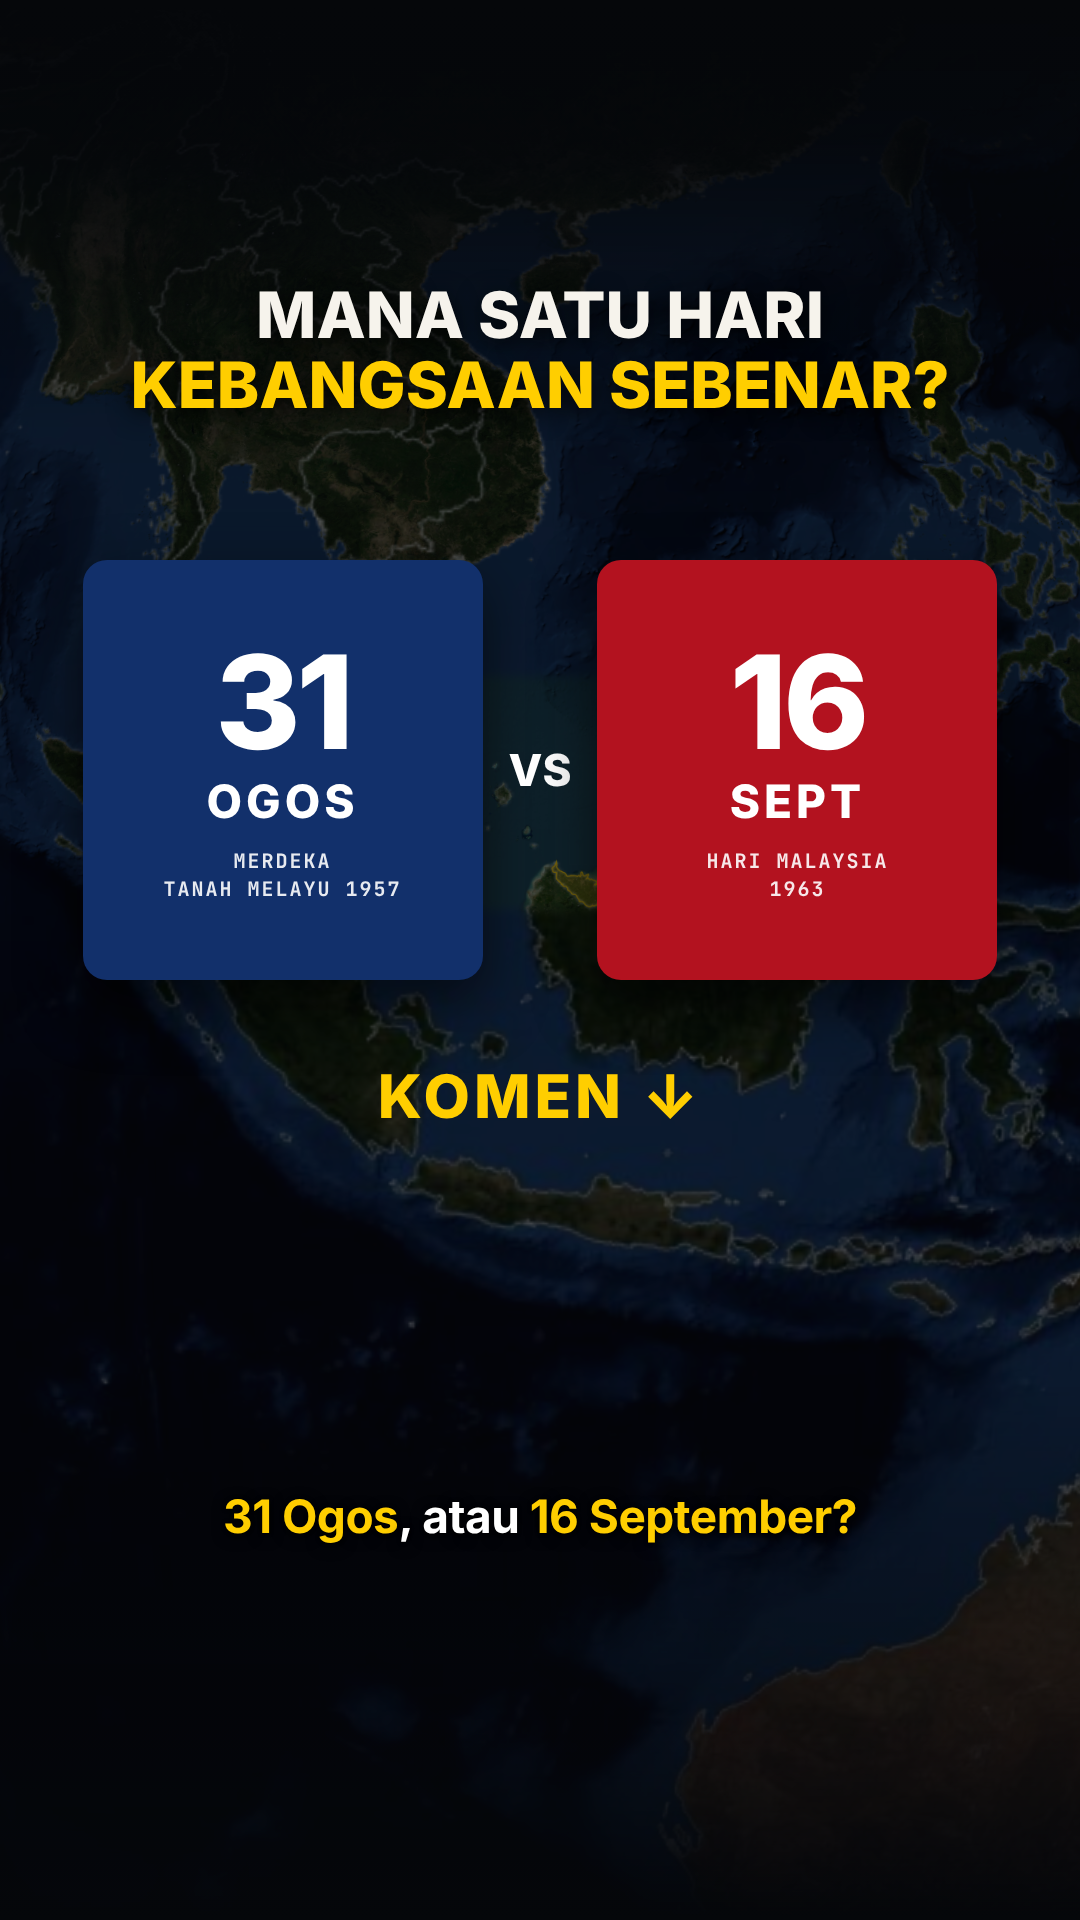 MANA SATU HARI
KEBANGSAAN SEBENAR?
31
OGOS
MERDEKA
TANAH MELAYU 1957
VS
16
SEPT
HARI MALAYSIA
1963
KOMEN ↓
31 Ogos, atau 16 September?